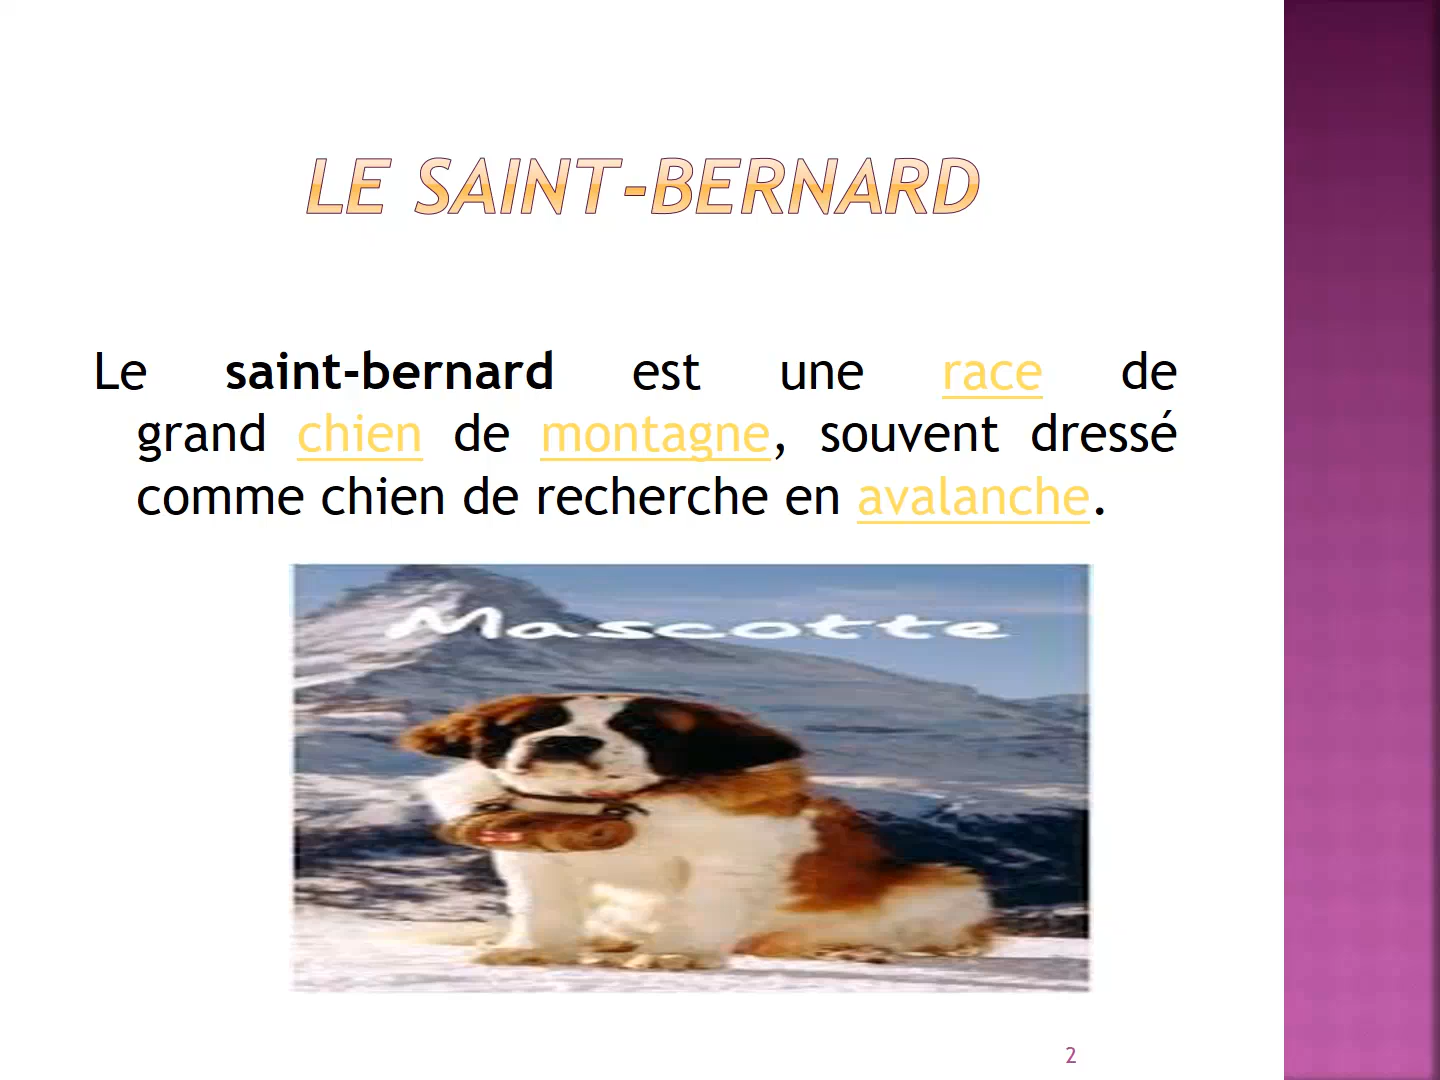 LE SAINT-BERNARD
Le saint-bernard est une race de
grand chien de montagne, souvent dressé
comme chien de recherche en avalanche.
Mascotte
2